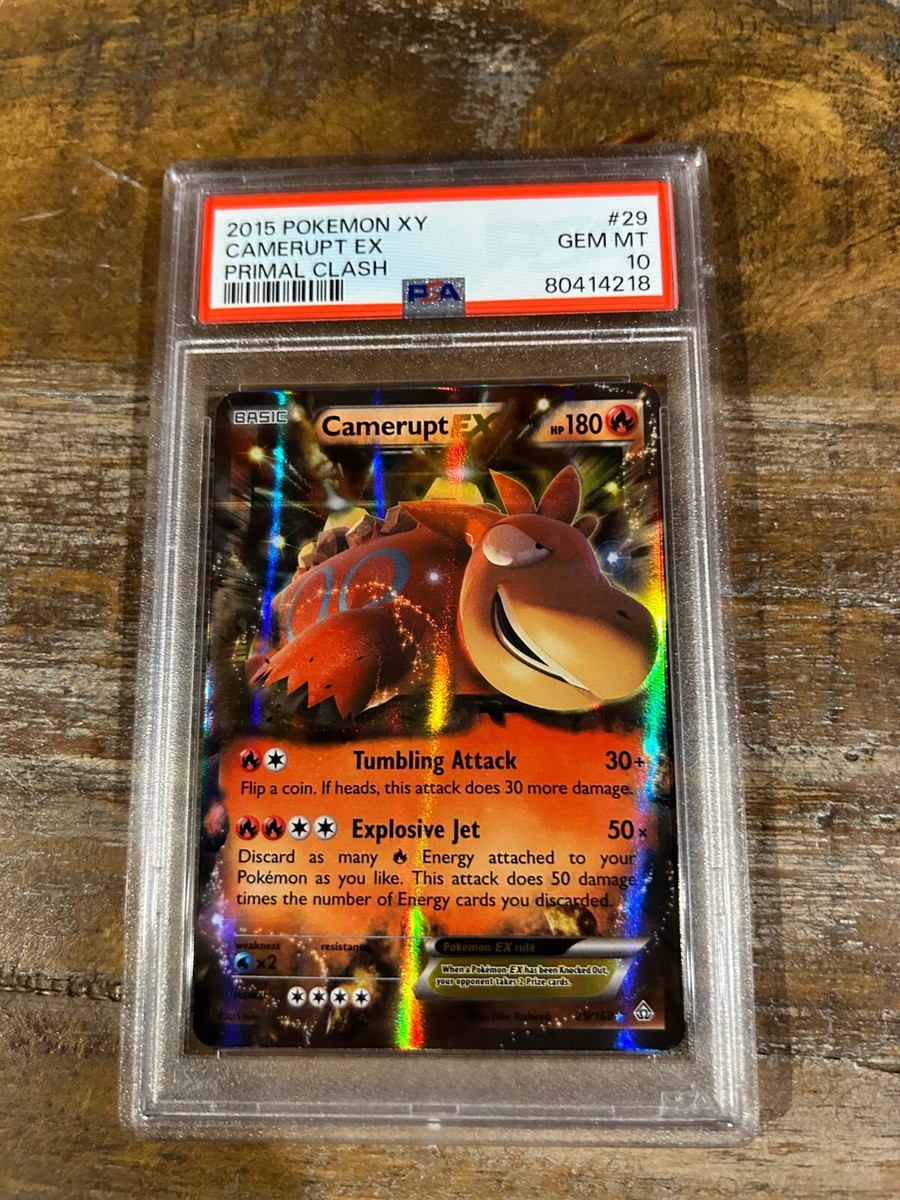 2015 POKEMON XY #29
CAMERUPT EX GEM MT
PRIMAL CLASH 10
80414218
PSA
BASIC Camerupt EX HP 180
Tumbling Attack 30+
Flip a coin. If heads, this attack does 30 more damage.
Explosive Jet 50×
Discard as many Energy attached to your
Pokémon as you like. This attack does 50 damage
times the number of Energy cards you discarded.
weakness resistance Pokémon-EX rule
×2 When a Pokémon-EX has been Knocked Out,
your opponent takes 2 Prize cards.
29/160